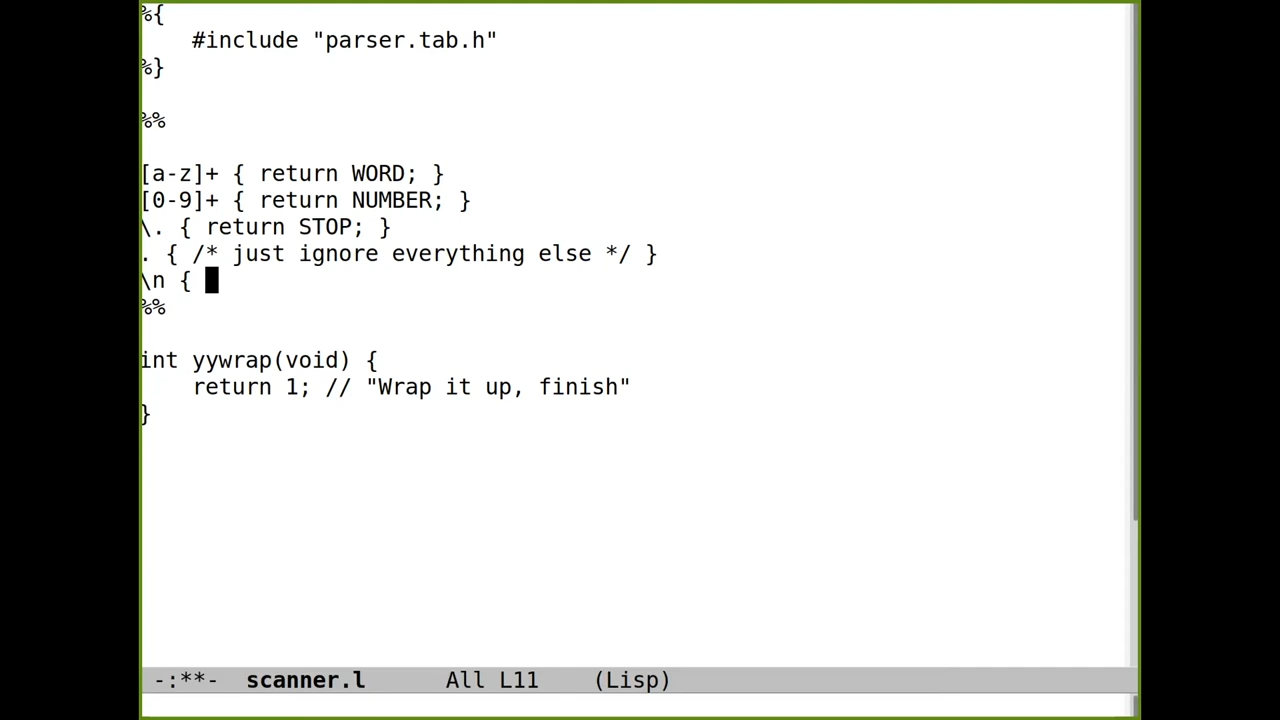 %{
    #include "parser.tab.h"
%}
%%
[a-z]+ { return WORD; }
[0-9]+ { return NUMBER; }
\. { return STOP; }
. { /* just ignore everything else */ }
\n {
%%
int yywrap(void) {
    return 1; // "Wrap it up, finish"
}
-:**-  scanner.l      All L11    (Lisp)